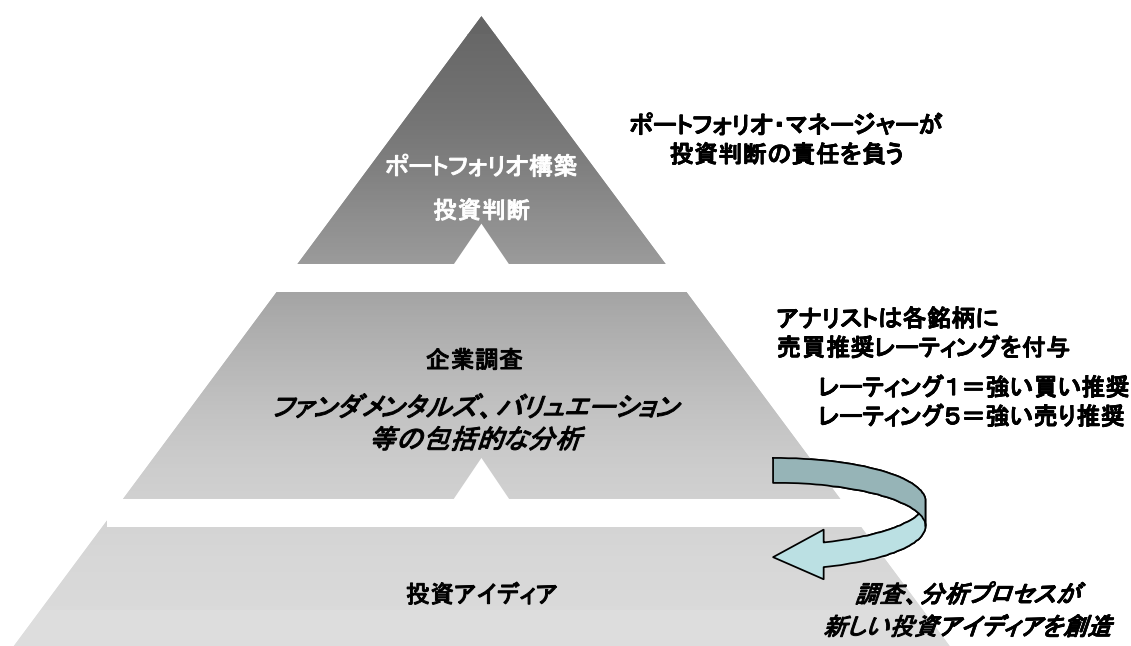 ポートフォリオ・マネージャーが
投資判断の責任を負う
ポートフォリオ構築
投資判断
アナリストは各銘柄に
売買推奨レーティングを付与
レーティング1=強い買い推奨
レーティング5=強い売り推奨
企業調査
ファンダメンタルズ、バリュエーション
等の包括的な分析
投資アイディア
調査、分析プロセスが
新しい投資アイディアを創造